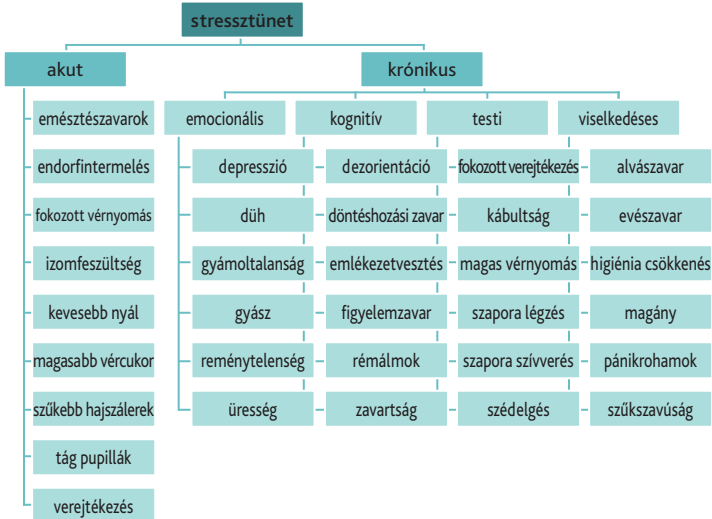 stressztünet
akut
krónikus
emésztészavarok
endorfintermelés
fokozott vérnyomás
izomfeszültség
kevesebb nyál
magasabb vércukor
szűkebb hajszálerek
tág pupillák
verejtékezés
emocionális
depresszió
düh
gyámoltalanság
gyász
reménytelenség
üresség
kognitív
dezorientáció
döntéshozási zavar
emlékezetvesztés
figyelemzavar
rémálmok
zavartság
testi
fokozott verejtékezés
kábultság
magas vérnyomás
szapora légzés
szapora szívverés
szédelgés
viselkedéses
alvászavar
evészavar
higiénia csökkenés
magány
pánikrohamok
szűkszavúság